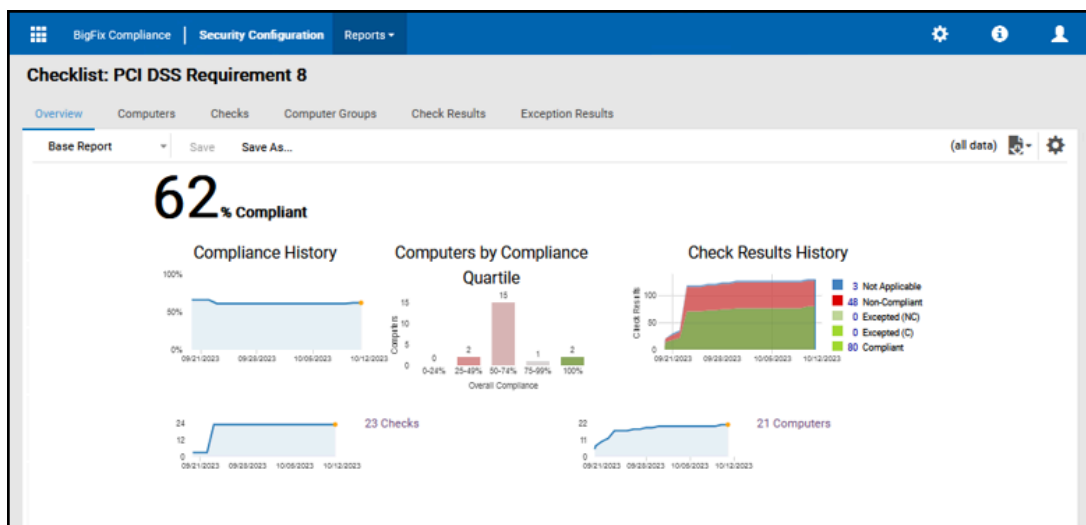 BigFix Compliance Security Configuration Reports
Checklist: PCI DSS Requirement 8
Overview Computers Checks Computer Groups Check Results Exception Results
Base Report Save Save As... (all data)
62% Compliant
Compliance History
100%
50%
0%
09/21/2023 09/28/2023 10/05/2023 10/12/2023
Computers by Compliance
Quartile
Computers
15
10
5
0
0 2 15 1 2
0-24% 25-49% 50-74% 75-99% 100%
Overall Compliance
Check Results History
Check Results
100
50
0
09/21/2023 09/28/2023 10/05/2023 10/12/2023
3 Not Applicable
48 Non-Compliant
0 Excepted (NC)
0 Excepted (C)
80 Compliant
24
12
0
09/21/2023 09/28/2023 10/05/2023 10/12/2023
23 Checks
22
11
0
09/21/2023 09/28/2023 10/05/2023 10/12/2023
21 Computers